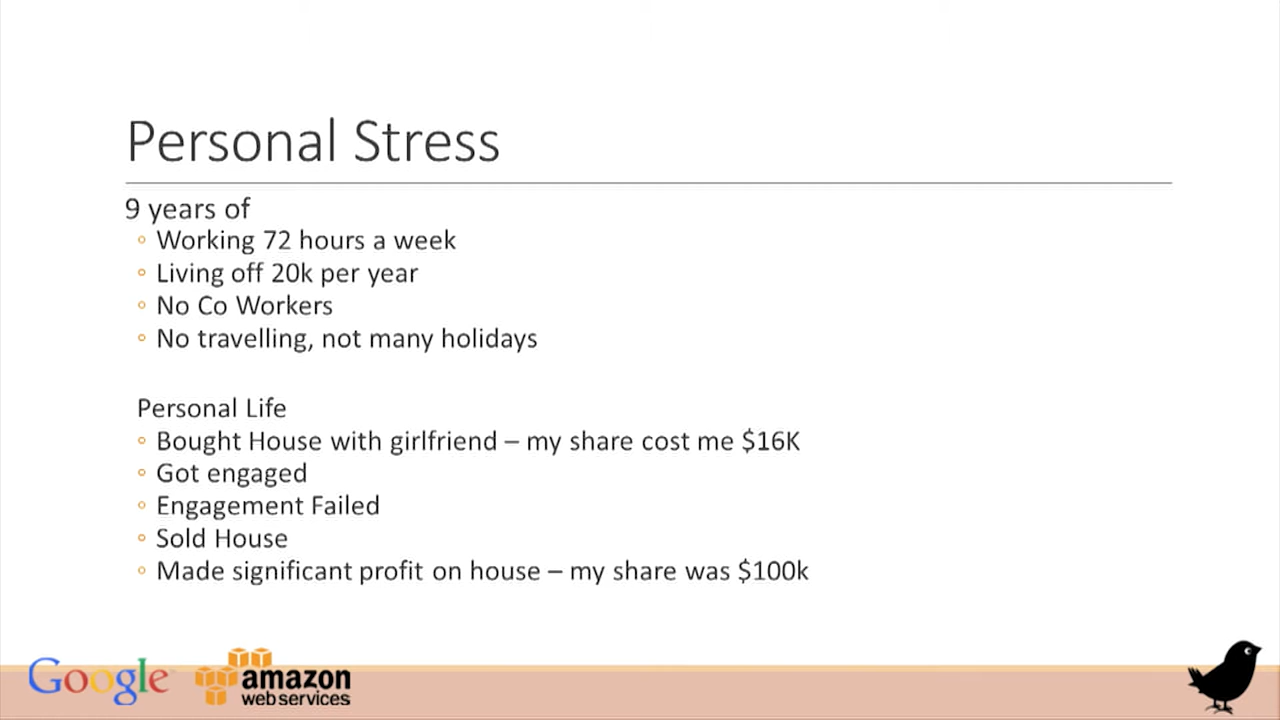 Personal Stress
9 years of
◦ Working 72 hours a week
◦ Living off 20k per year
◦ No Co Workers
◦ No travelling, not many holidays
Personal Life
◦ Bought House with girlfriend – my share cost me $16K
◦ Got engaged
◦ Engagement Failed
◦ Sold House
◦ Made significant profit on house – my share was $100k
Google
amazon
web services